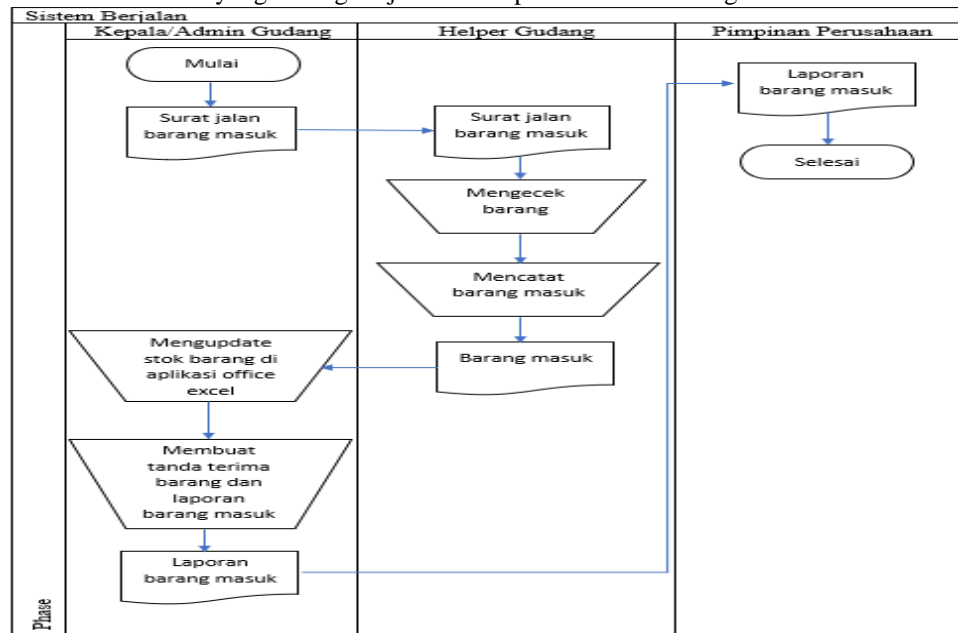 yang
Sistem Berjalan
Kepala/Admin Gudang
Helper Gudang
Pimpinan Perusahaan
Mulai
Surat jalan
barang masuk
Surat jalan
barang masuk
Mengecek
barang
Mencatat
barang masuk
Barang masuk
Mengupdate
stok barang di
aplikasi office
excel
Membuat
tanda terima
barang dan
laporan
barang masuk
Laporan
barang masuk
Laporan
barang masuk
Selesai
Phase